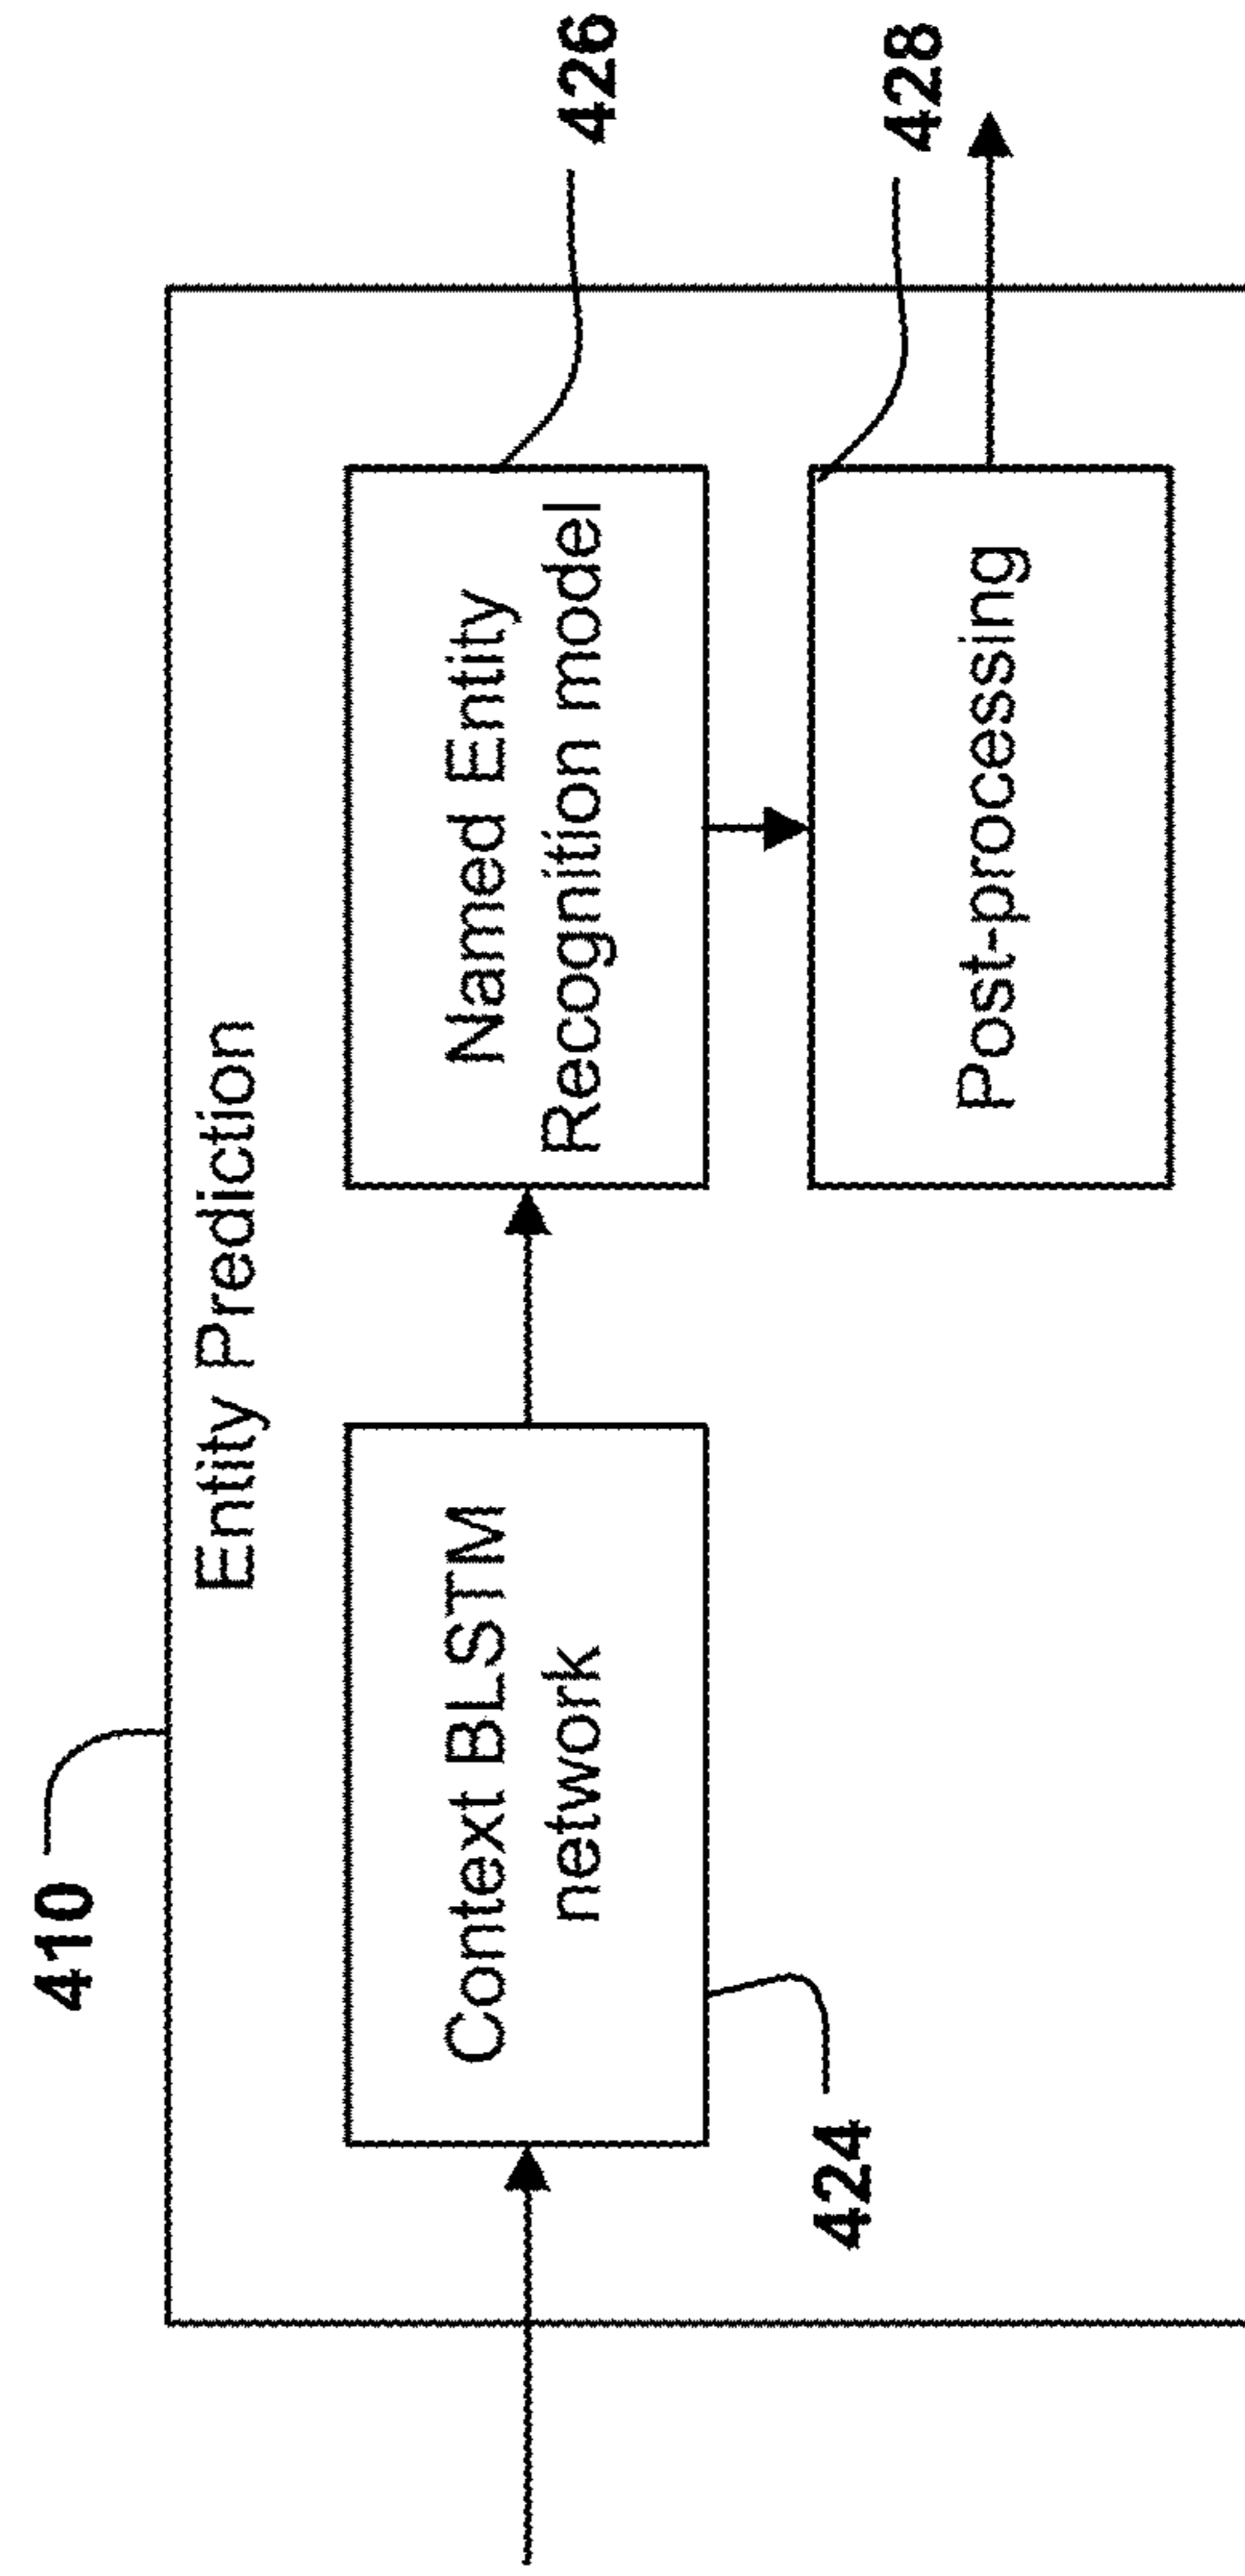 410
Entity Prediction
Context BLSTM
network
424
Named Entity
Recognition model
426
Post-processing
428